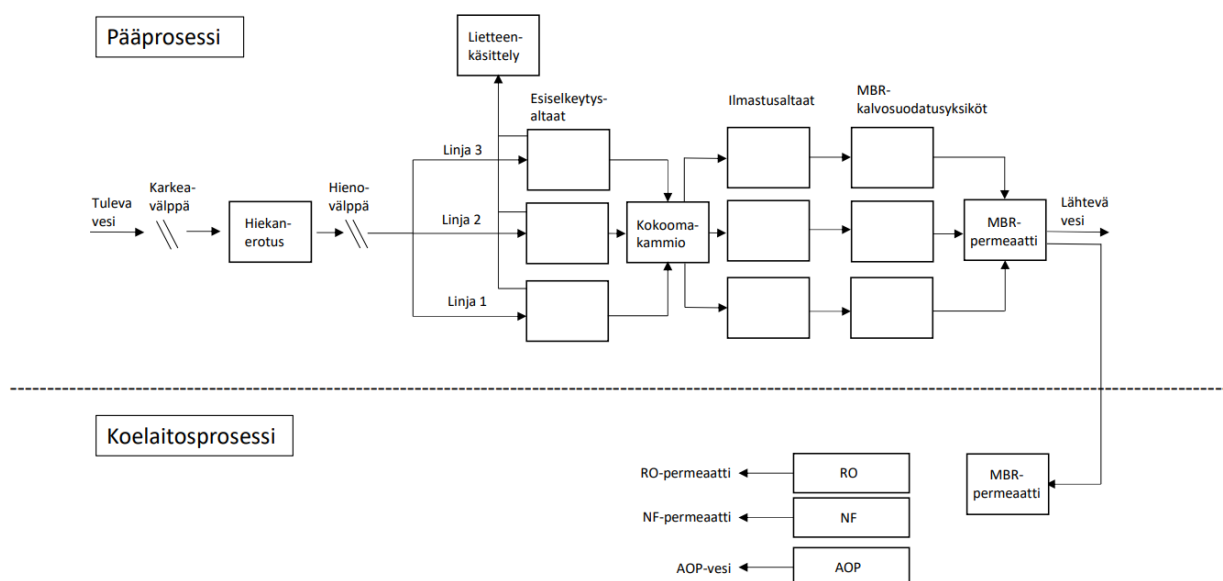 Pääprosessi
Lietteen-
käsittely
Esiselkeytys-
altaat
Ilmastusaltaat
MBR-
kalvosuodatusyksiköt
Linja 3
Tuleva
vesi
Karkea-
välppä
Hiekan-
erotus
Hieno-
välppä
Linja 2
Kokooma-
kammio
MBR-
permeaatti
Lähtevä
vesi
Linja 1
Koelaitosprosessi
RO-permeaatti
RO
MBR-
permeaatti
NF-permeaatti
NF
AOP-vesi
AOP